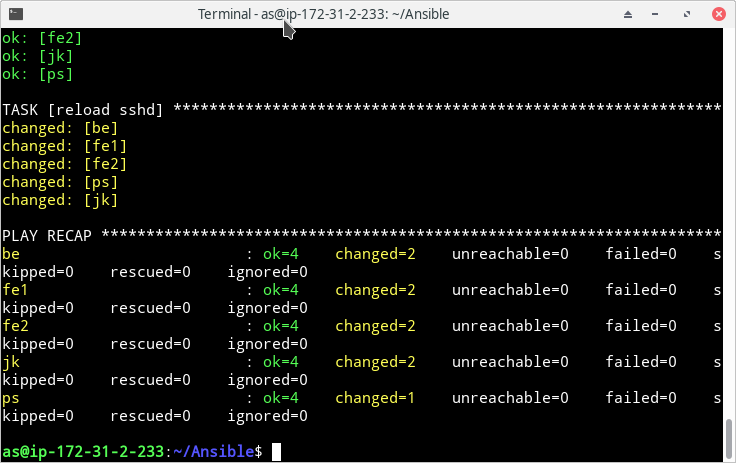 Terminal - as@ip-172-31-2-233: ~/Ansible
ok: [fe2]
ok: [jk]
ok: [ps]
TASK [reload sshd] *************************************************************
changed: [be]
changed: [fe1]
changed: [fe2]
changed: [ps]
changed: [jk]
PLAY RECAP *********************************************************************
be                         : ok=4    changed=2    unreachable=0    failed=0    s
kipped=0    rescued=0    ignored=0
fe1                        : ok=4    changed=2    unreachable=0    failed=0    s
kipped=0    rescued=0    ignored=0
fe2                        : ok=4    changed=2    unreachable=0    failed=0    s
kipped=0    rescued=0    ignored=0
jk                         : ok=4    changed=2    unreachable=0    failed=0    s
kipped=0    rescued=0    ignored=0
ps                         : ok=4    changed=1    unreachable=0    failed=0    s
kipped=0    rescued=0    ignored=0
as@ip-172-31-2-233:~/Ansible$